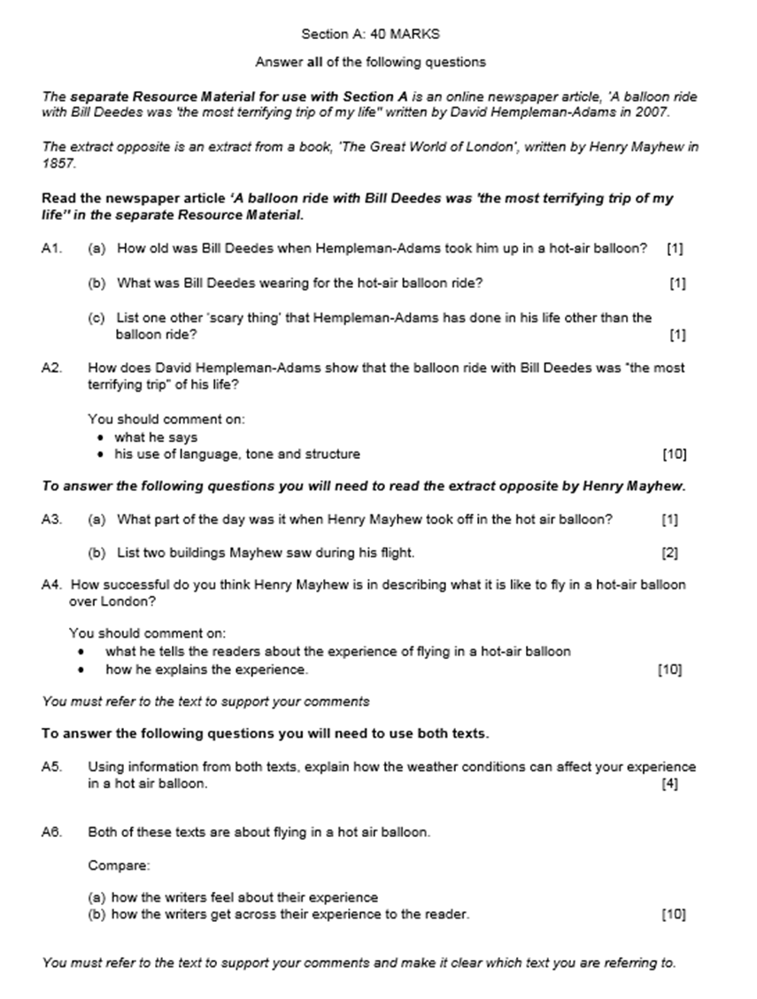 Section A: 40 MARKS
Answer all of the following questions
The separate Resource Material for use with Section A is an online newspaper article, 'A balloon ride
with Bill Deedes was 'the most terrifying trip of my life" written by David Hempleman-Adams in 2007.
The extract opposite is an extract from a book, 'The Great World of London', written by Henry Mayhew in
1857.
Read the newspaper article 'A balloon ride with Bill Deedes was 'the most terrifying trip of my
life" in the separate Resource Material.
A1. (a) How old was Bill Deedes when Hempleman-Adams took him up in a hot-air balloon? [1]
(b) What was Bill Deedes wearing for the hot-air balloon ride? [1]
(c) List one other 'scary thing' that Hempleman-Adams has done in his life other than the
balloon ride? [1]
A2. How does David Hempleman-Adams show that the balloon ride with Bill Deedes was "the most
terrifying trip" of his life?
You should comment on:
• what he says
• his use of language, tone and structure [10]
To answer the following questions you will need to read the extract opposite by Henry Mayhew.
A3. (a) What part of the day was it when Henry Mayhew took off in the hot air balloon? [1]
(b) List two buildings Mayhew saw during his flight. [2]
A4. How successful do you think Henry Mayhew is in describing what it is like to fly in a hot-air balloon
over London?
You should comment on:
• what he tells the readers about the experience of flying in a hot-air balloon
• how he explains the experience. [10]
You must refer to the text to support your comments
To answer the following questions you will need to use both texts.
A5. Using information from both texts, explain how the weather conditions can affect your experience
in a hot air balloon. [4]
A6. Both of these texts are about flying in a hot air balloon.
Compare:
(a) how the writers feel about their experience
(b) how the writers get across their experience to the reader. [10]
You must refer to the text to support your comments and make it clear which text you are referring to.